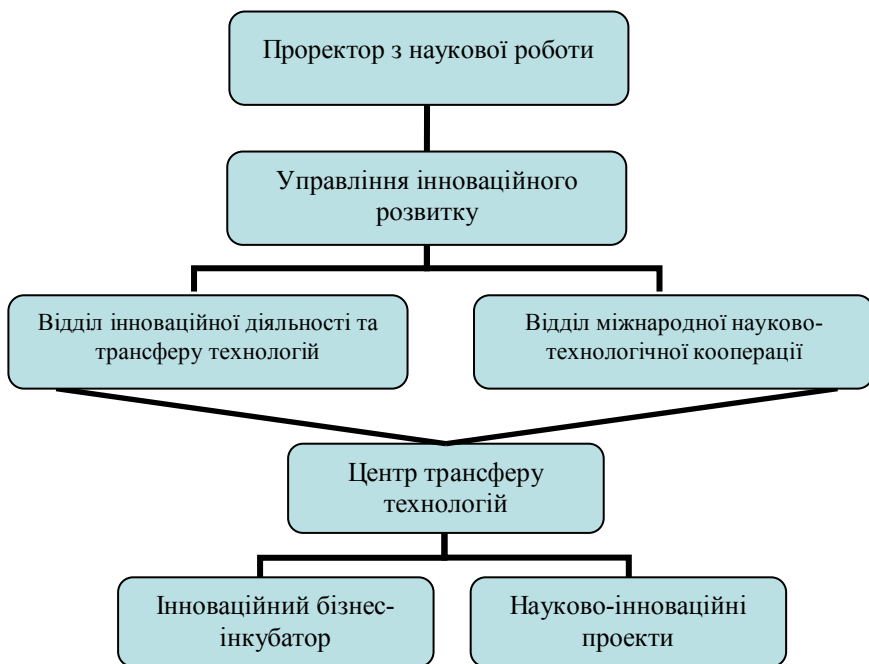 Проректор з наукової роботи
Управління інноваційного
розвитку
Відділ інноваційної діяльності та
трансферу технологій
Відділ міжнародної науково-
технологічної кооперації
Центр трансферу
технологій
Інноваційний бізнес-
інкубатор
Науково-інноваційні
проекти